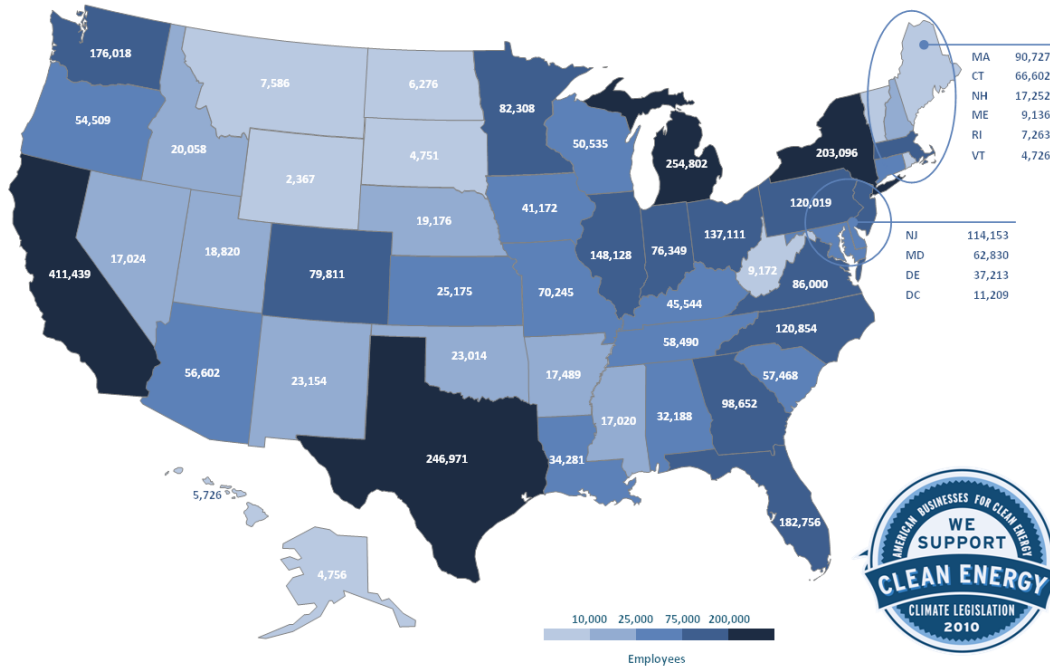 176,018
7,586
6,276
82,308
MA 90,727
CT 66,602
NH 17,252
ME 9,136
RI 7,263
VT 4,726
54,509
20,058
2,367
4,751
50,535
254,802
203,096
120,019
411,439
17,024
18,820
79,811
19,176
41,172
148,128
76,349
137,111
9,172
86,000
NJ 114,153
MD 62,830
DE 37,213
DC 11,209
25,175
70,245
45,544
58,490
120,854
56,602
23,154
23,014
17,489
57,468
246,971
34,281
17,020
32,188
98,652
182,756
5,726
4,756
10,000 25,000 75,000 200,000
Employees
AMERICAN BUSINESSES FOR CLEAN ENERGY
WE
SUPPORT
CLEAN ENERGY
CLIMATE LEGISLATION
2010